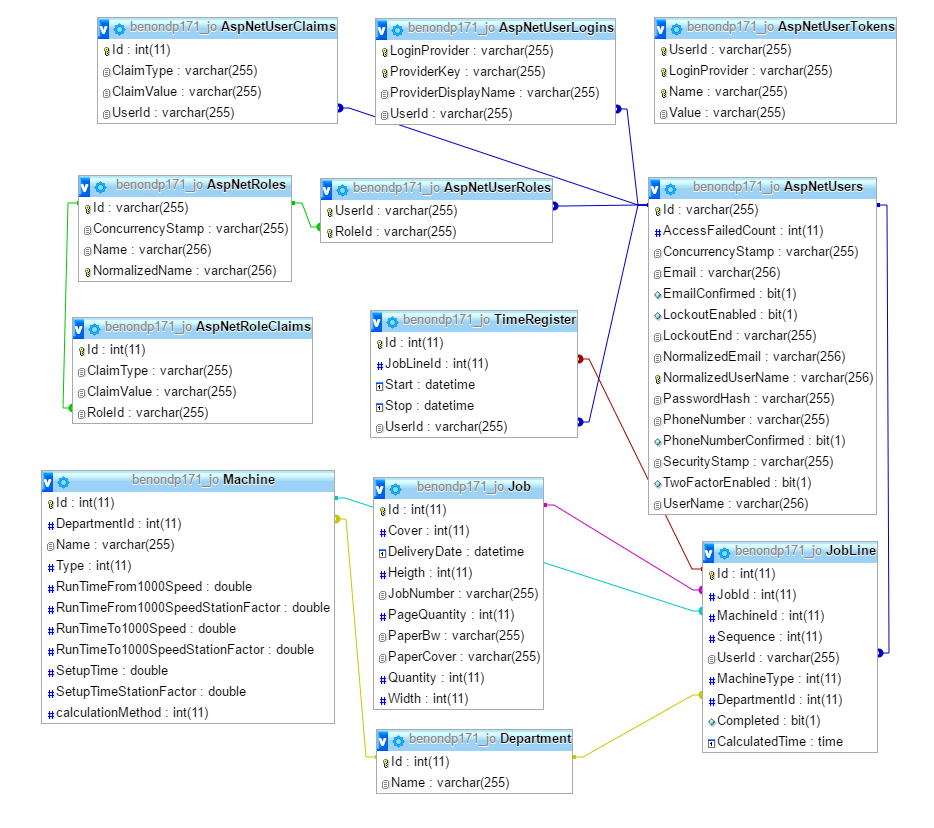 benondp171_jo AspNetUserClaims
Id : int(11)
ClaimType : varchar(255)
ClaimValue : varchar(255)
UserId : varchar(255)
benondp171_jo AspNetUserLogins
LoginProvider : varchar(255)
ProviderKey : varchar(255)
ProviderDisplayName : varchar(255)
UserId : varchar(255)
benondp171_jo AspNetUserTokens
UserId : varchar(255)
LoginProvider : varchar(255)
Name : varchar(255)
Value : varchar(255)
benondp171_jo AspNetRoles
Id : varchar(255)
ConcurrencyStamp : varchar(255)
Name : varchar(256)
NormalizedName : varchar(256)
benondp171_jo AspNetUserRoles
UserId : varchar(255)
RoleId : varchar(255)
benondp171_jo AspNetUsers
Id : varchar(255)
AccessFailedCount : int(11)
ConcurrencyStamp : varchar(255)
Email : varchar(256)
EmailConfirmed : bit(1)
LockoutEnabled : bit(1)
LockoutEnd : varchar(255)
NormalizedEmail : varchar(256)
NormalizedUserName : varchar(256)
PasswordHash : varchar(255)
PhoneNumber : varchar(255)
PhoneNumberConfirmed : bit(1)
SecurityStamp : varchar(255)
TwoFactorEnabled : bit(1)
UserName : varchar(256)
benondp171_jo AspNetRoleClaims
Id : int(11)
ClaimType : varchar(255)
ClaimValue : varchar(255)
RoleId : varchar(255)
benondp171_jo TimeRegister
Id : int(11)
JobLineId : int(11)
Start : datetime
Stop : datetime
UserId : varchar(255)
benondp171_jo Machine
Id : int(11)
DepartmentId : int(11)
Name : varchar(255)
Type : int(11)
RunTimeFrom1000Speed : double
RunTimeFrom1000SpeedStationFactor : double
RunTimeTo1000Speed : double
RunTimeTo1000SpeedStationFactor : double
SetupTime : double
SetupTimeStationFactor : double
calculationMethod : int(11)
benondp171_jo Job
Id : int(11)
Cover : int(11)
DeliveryDate : datetime
Heigth : int(11)
JobNumber : varchar(255)
PageQuantity : int(11)
PaperBw : varchar(255)
PaperCover : varchar(255)
Quantity : int(11)
Width : int(11)
benondp171_jo JobLine
Id : int(11)
JobId : int(11)
MachineId : int(11)
Sequence : int(11)
UserId : varchar(255)
MachineType : int(11)
DepartmentId : int(11)
Completed : bit(1)
CalculatedTime : time
benondp171_jo Department
Id : int(11)
Name : varchar(255)